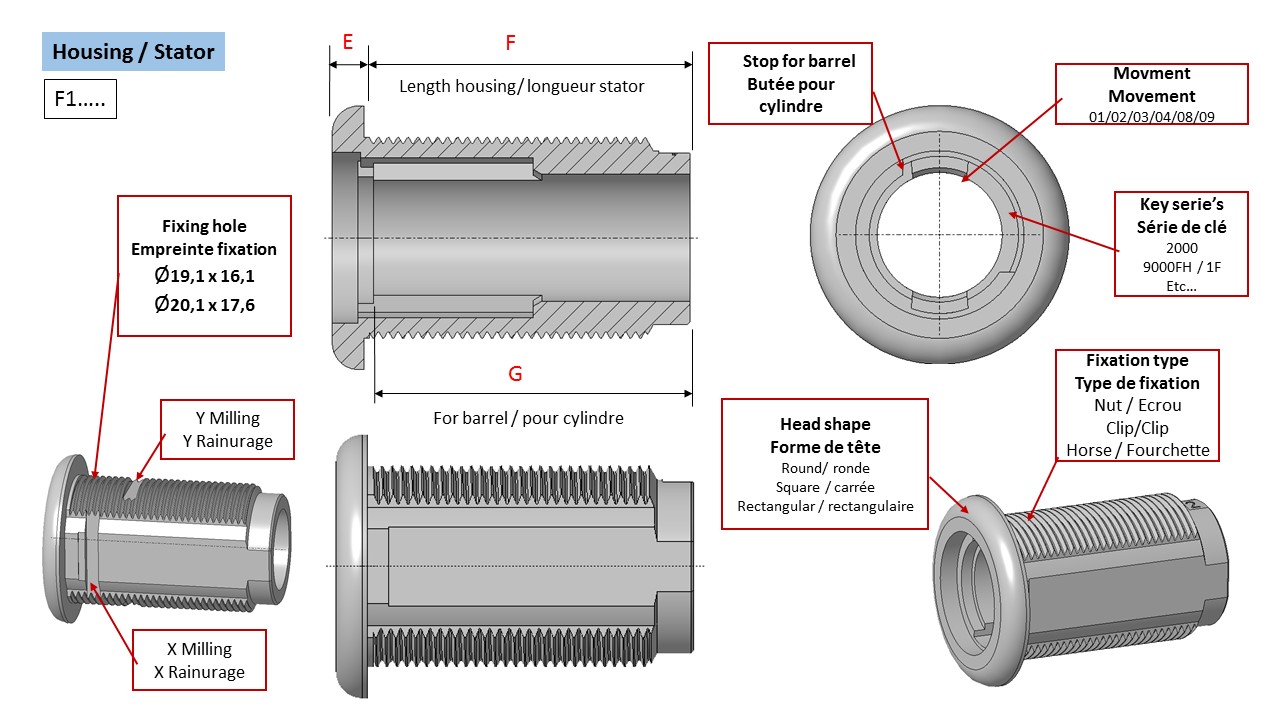 Housing / Stator
F1.....
E
F
Length housing/ longueur stator
Stop for barrel
Butée pour
cylindre
Movment
Movement
01/02/03/04/08/09
Key serie’s
Série de clé
2000
9000FH / 1F
Etc...
Fixing hole
Empreinte fixation
Ø19,1 x 16,1
Ø20,1 x 17,6
G
For barrel / pour cylindre
Y Milling
Y Rainurage
X Milling
X Rainurage
Head shape
Forme de tête
Round/ ronde
Square / carrée
Rectangular / rectangulaire
Fixation type
Type de fixation
Nut / Ecrou
Clip/Clip
Horse / Fourchette